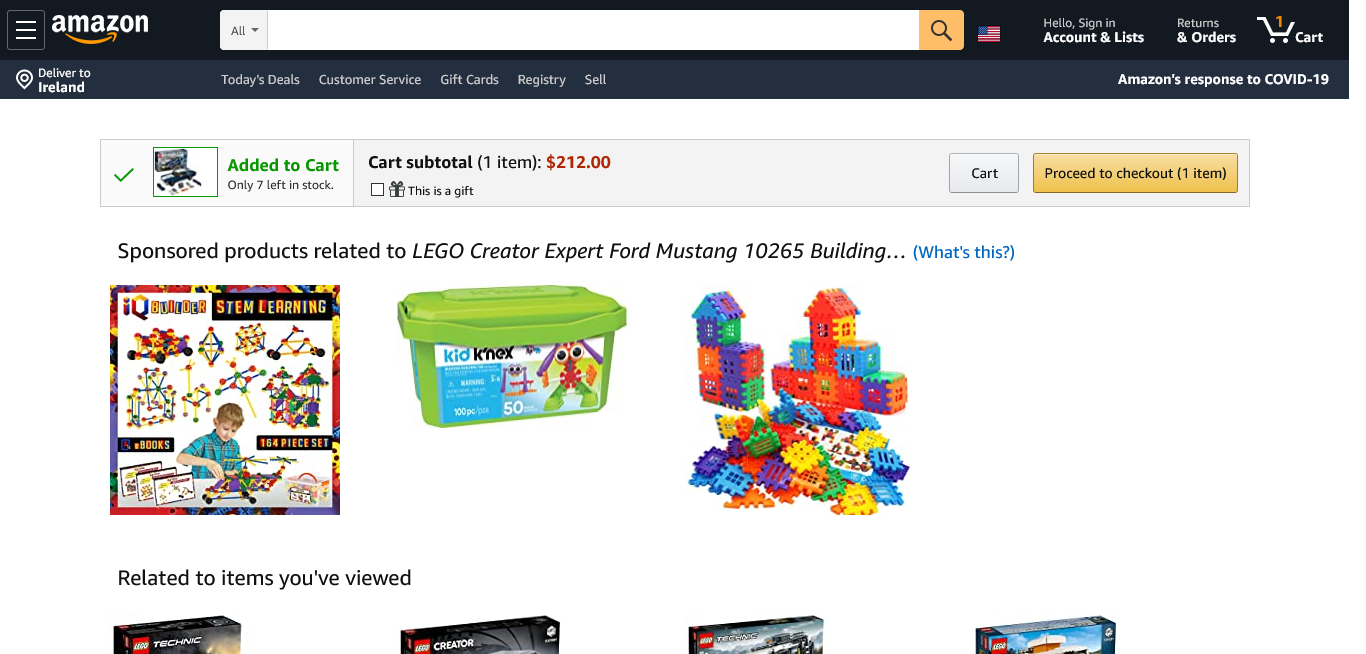 amazon
All
Hello, Sign in
Account & Lists
Returns
& Orders
1
Cart
Deliver to
Ireland
Today's Deals
Customer Service
Gift Cards
Registry
Sell
Amazon's response to COVID-19
Added to Cart
Only 7 left in stock.
Cart subtotal (1 item): $212.00
This is a gift
Cart
Proceed to checkout (1 item)
Sponsored products related to LEGO Creator Expert Ford Mustang 10265 Building… (What's this?)
iQ BUILDER STEM LEARNING
eBOOKS
164 PIECE SET
kid K'NEX
WARNING:
100 pc/pzs
50
Related to items you've viewed
LEGO TECHNIC
LEGO CREATOR
LEGO TECHNIC
LEGO